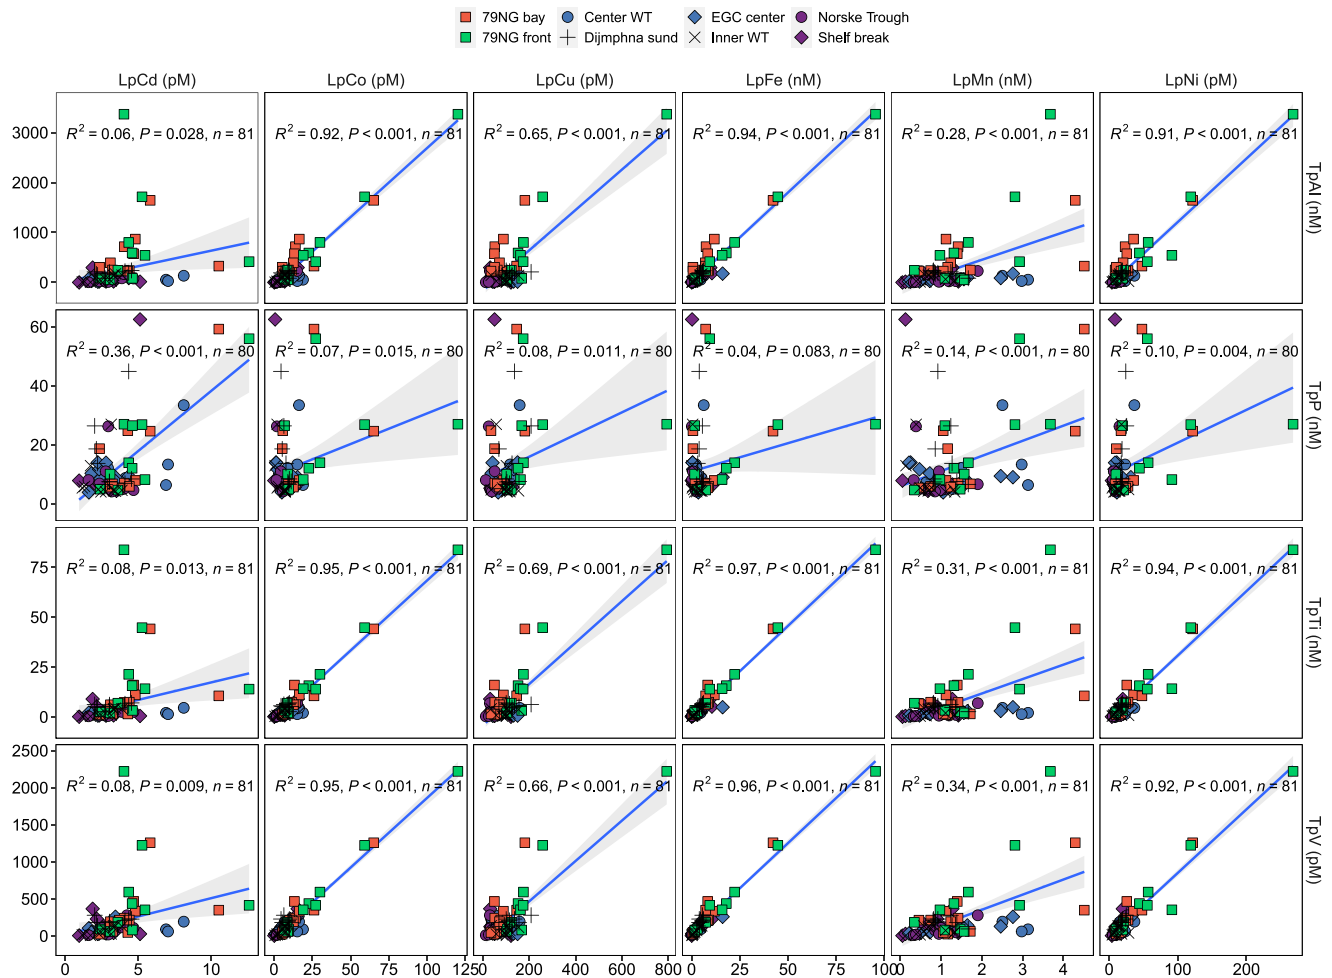 79NG bay Center WT EGC center Norske Trough
79NG front Dijmphna sund Inner WT Shelf break
LpCd (pM) LpCo (pM) LpCu (pM) LpFe (nM) LpMn (nM) LpNi (pM)
R² = 0.06, P = 0.028, n = 81 R² = 0.92, P < 0.001, n = 81 R² = 0.65, P < 0.001, n = 81 R² = 0.94, P < 0.001, n = 81 R² = 0.28, P < 0.001, n = 81 R² = 0.91, P < 0.001, n = 81
3000
2000
1000
0
TpAl (nM)
R² = 0.36, P < 0.001, n = 80 R² = 0.07, P = 0.015, n = 80 R² = 0.08, P = 0.011, n = 80 R² = 0.04, P = 0.083, n = 80 R² = 0.14, P < 0.001, n = 80 R² = 0.10, P = 0.004, n = 80
60
40
20
0
TpP (nM)
R² = 0.08, P = 0.013, n = 81 R² = 0.95, P < 0.001, n = 81 R² = 0.69, P < 0.001, n = 81 R² = 0.97, P < 0.001, n = 81 R² = 0.31, P < 0.001, n = 81 R² = 0.94, P < 0.001, n = 81
75
50
25
0
TpTi (nM)
R² = 0.08, P = 0.009, n = 81 R² = 0.95, P < 0.001, n = 81 R² = 0.66, P < 0.001, n = 81 R² = 0.96, P < 0.001, n = 81 R² = 0.34, P < 0.001, n = 81 R² = 0.92, P < 0.001, n = 81
2500
2000
1500
1000
500
0
TpV (pM)
0 5 10 0 25 50 75 100 125 0 200 400 600 800 0 25 50 75 100 0 1 2 3 4 0 100 200